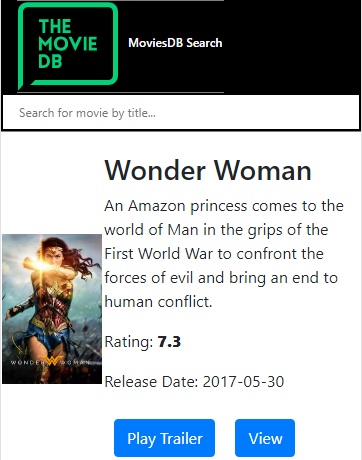 THE
MOVIE
DB
MoviesDB Search
Search for movie by title...
Wonder Woman
An Amazon princess comes to the
world of Man in the grips of the
First World War to confront the
forces of evil and bring an end to
human conflict.
WONDER WOMAN
Rating: 7.3
Release Date: 2017-05-30
Play Trailer
View